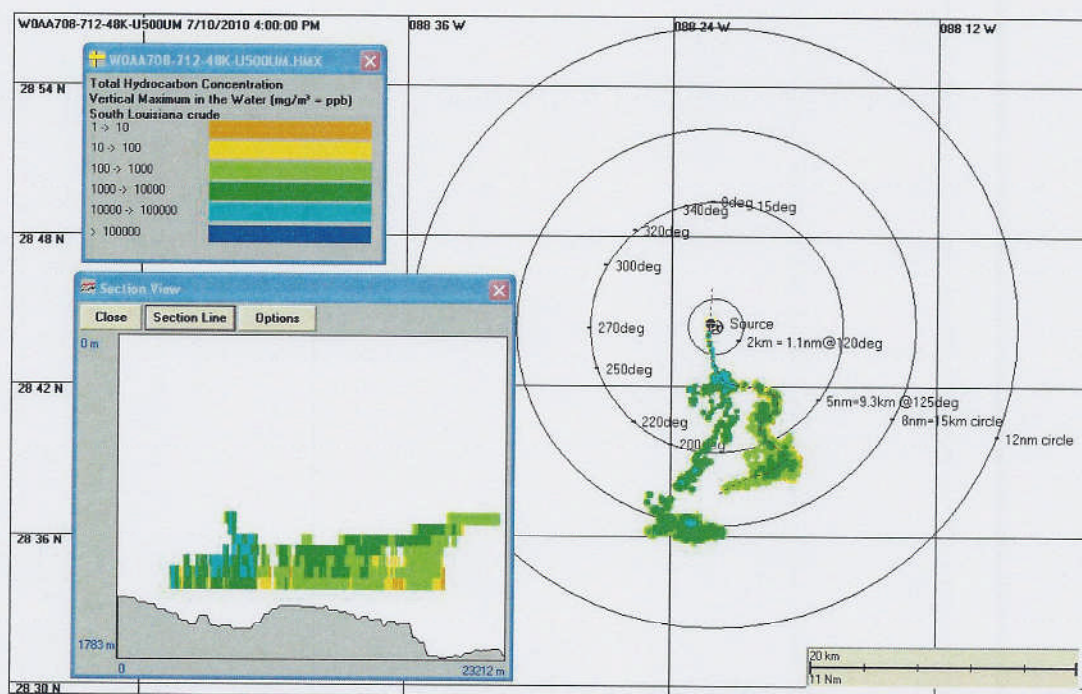 W0AA708-712-48K-U500UM 7/10/2010 4:00:00 PM
088 36 W
088 24 W
088 12 W
W0AA708-712-48K-U500UM.HMX
Total Hydrocarbon Concentration
Vertical Maximum in the Water (mg/m³ = ppb)
South Louisiana crude
1 -> 10
10 -> 100
100 -> 1000
1000 -> 10000
10000 -> 100000
> 100000
28 54 N
28 48 N
28 42 N
28 36 N
28 30 N
Section View
Close
Section Line
Options
0 m
1783 m
0
23212 m
0deg
340deg
15deg
320deg
300deg
270deg
250deg
220deg
200deg
Source
2km = 1.1nm@120deg
5nm=9.3km @125deg
8nm=15km circle
12nm circle
20 km
11 Nm